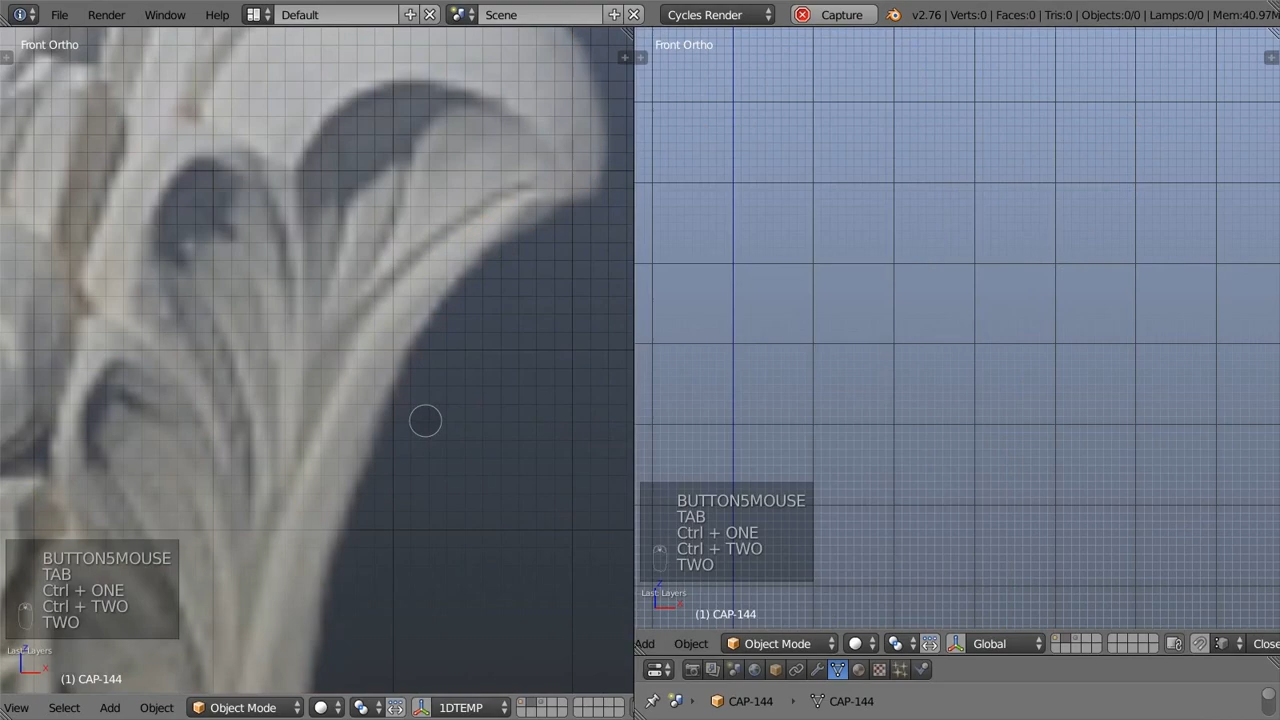 File Render Window Help Default Scene Cycles Render Capture v2.76 | Verts:0 | Faces:0 | Tris:0 | Objects:0/0 | Lamps:0/0 | Mem:40.97M
Front Ortho
Front Ortho
BUTTON5MOUSE
TAB
Ctrl + ONE
Ctrl + TWO
TWO
Last: Layers
(1) CAP-144
View Select Add Object Object Mode 1DTEMP
BUTTON5MOUSE
TAB
Ctrl + ONE
Ctrl + TWO
TWO
Last: Layers
(1) CAP-144
Add Object Object Mode Global Close
CAP-144 CAP-144